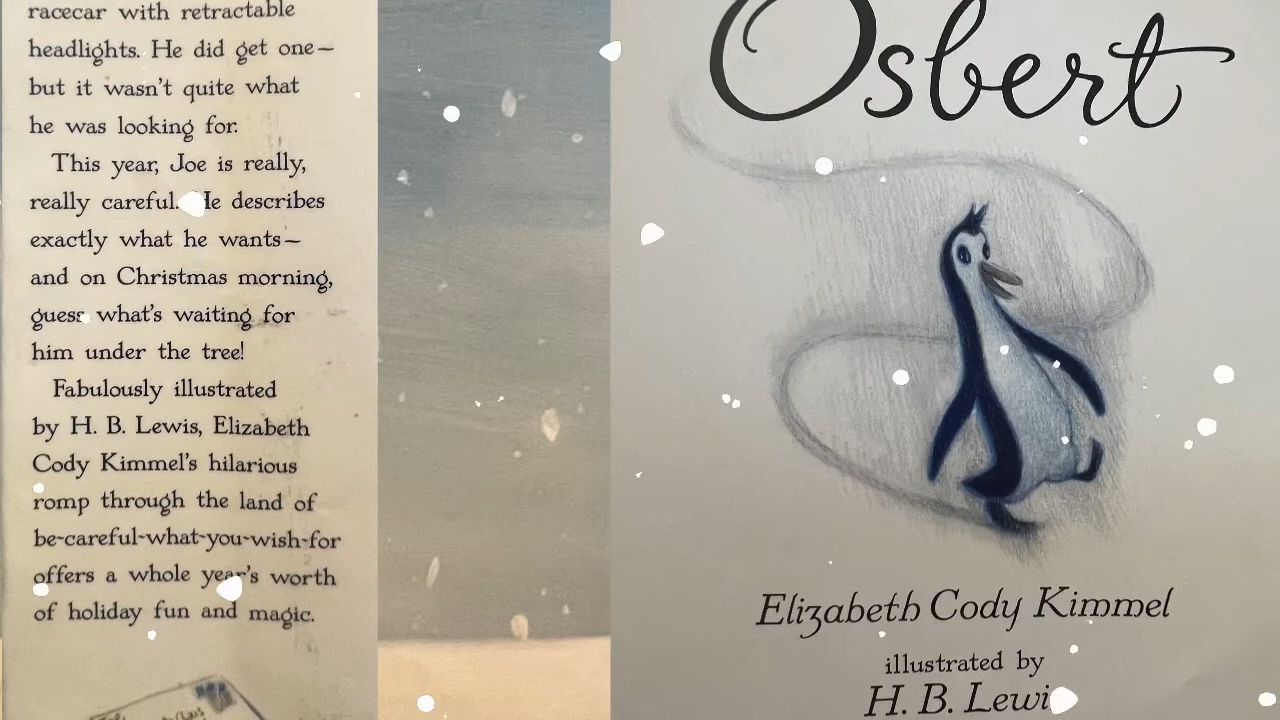 racecar with retractable
headlights. He did get one—
but it wasn't quite what
he was looking for.
This year, Joe is really,
really careful. He describes
exactly what he wants—
and on Christmas morning,
guess what's waiting for
him under the tree!
Fabulously illustrated
by H. B. Lewis, Elizabeth
Cody Kimmel's hilarious
romp through the land of
be-careful-what-you-wish-for
offers a whole year's worth
of holiday fun and magic.
Osbert
Elizabeth Cody Kimmel
illustrated by
H. B. Lewi